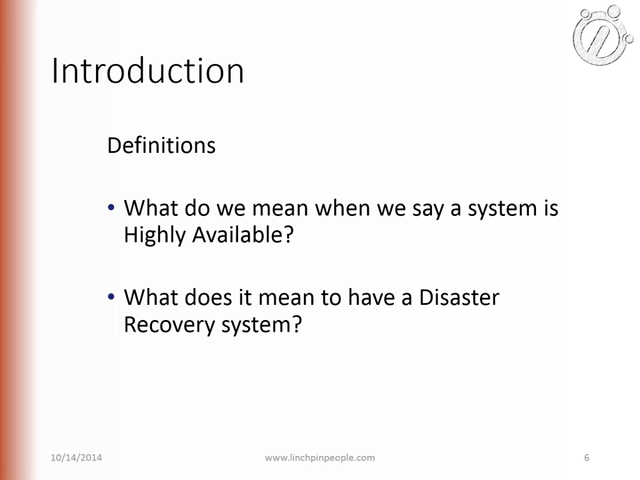 Introduction
Definitions
• What do we mean when we say a system is
Highly Available?
• What does it mean to have a Disaster
Recovery system?
10/14/2014
www.linchpinpeople.com
6